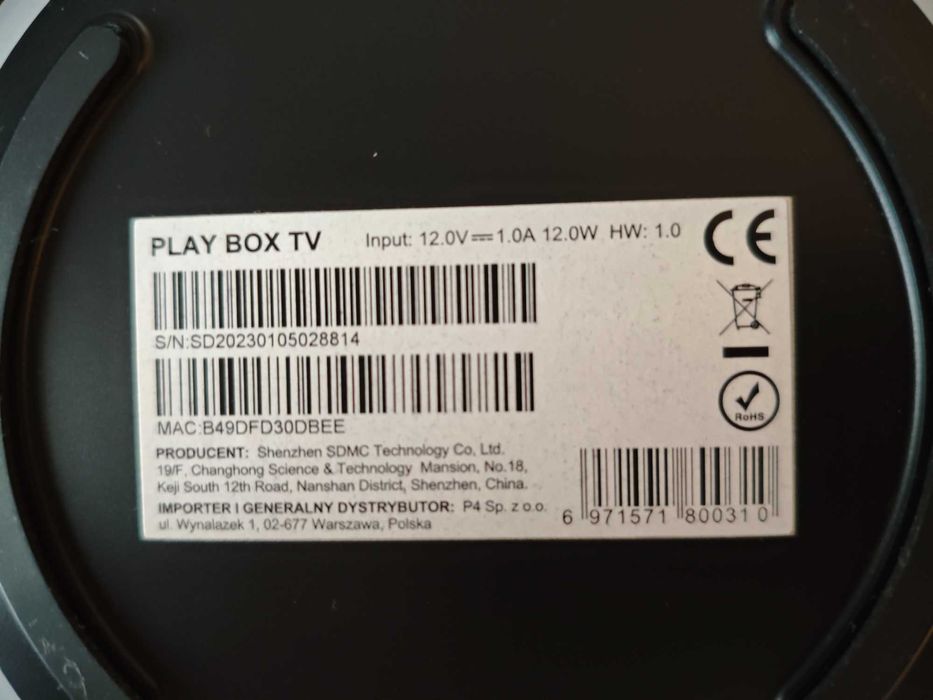 PLAY BOX TV Input: 12.0V⎓1.0A 12.0W HW: 1.0
CE
S/N:SD20230105028814
MAC:B49DFD30DBEE
RoHS
PRODUCENT: Shenzhen SDMC Technology Co, Ltd.
19/F, Changhong Science & Technology Mansion, No.18,
Keji South 12th Road, Nanshan District, Shenzhen, China.
IMPORTER I GENERALNY DYSTRYBUTOR: P4 Sp. z o.o.
ul. Wynalazek 1, 02-677 Warszawa, Polska
6 971571 800310